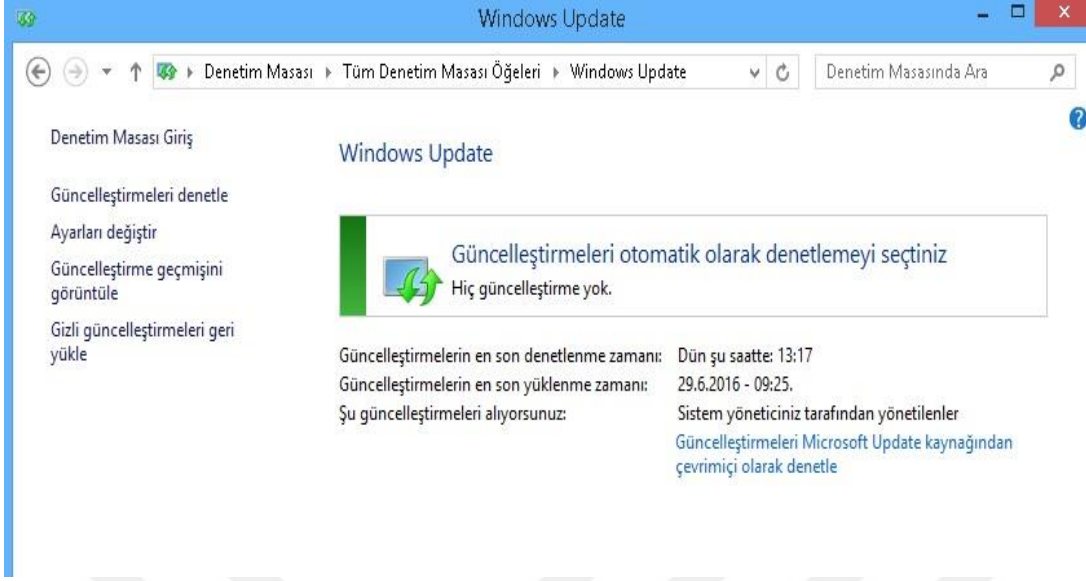 Windows Update
Denetim Masası ▸ Tüm Denetim Masası Öğeleri ▸ Windows Update
Denetim Masasında Ara
Denetim Masası Giriş
Güncelleştirmeleri denetle
Ayarları değiştir
Güncelleştirme geçmişini
görüntüle
Gizli güncelleştirmeleri geri
yükle
Windows Update
Güncelleştirmeleri otomatik olarak denetlemeyi seçtiniz
Hiç güncelleştirme yok.
Güncelleştirmelerin en son denetlenme zamanı: Dün şu saatte: 13:17
Güncelleştirmelerin en son yüklenme zamanı: 29.6.2016 - 09:25.
Şu güncelleştirmeleri alıyorsunuz: Sistem yöneticiniz tarafından yönetilenler
Güncelleştirmeleri Microsoft Update kaynağından
çevrimiçi olarak denetle